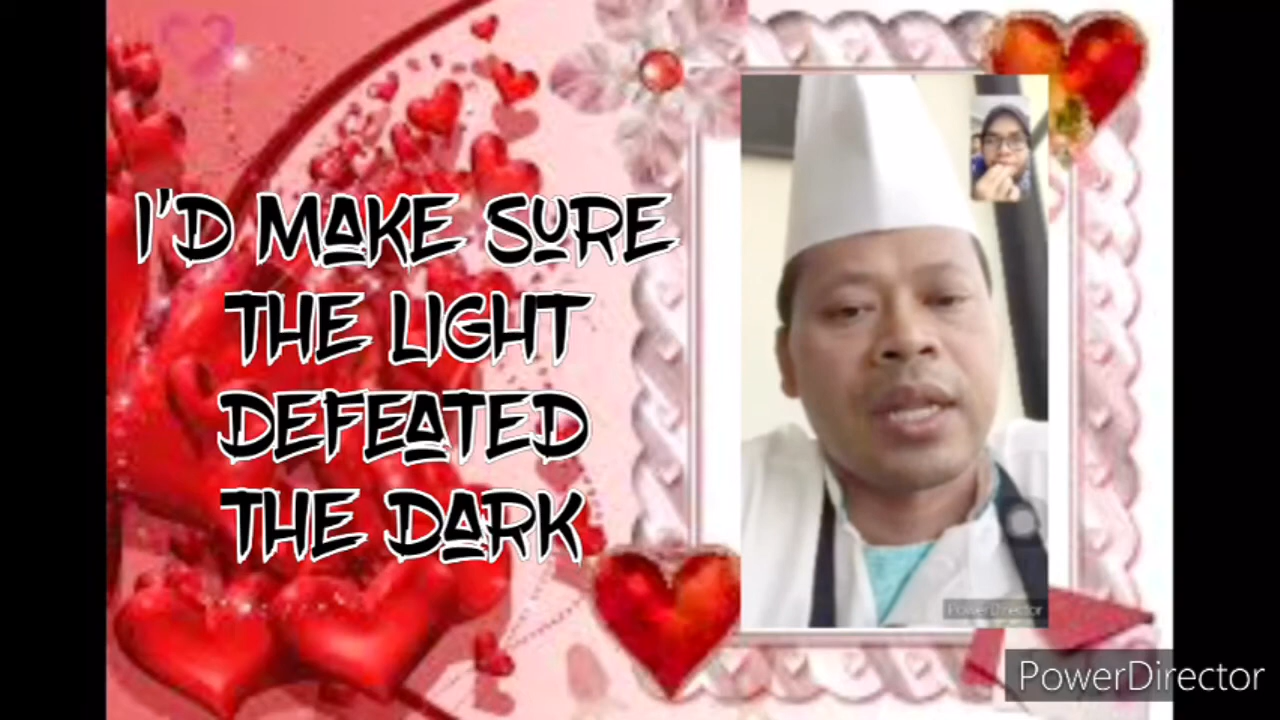 I'D MAKE SURE
THE LIGHT
DEFEATED
THE DARK
PowerDirector
PowerDirector